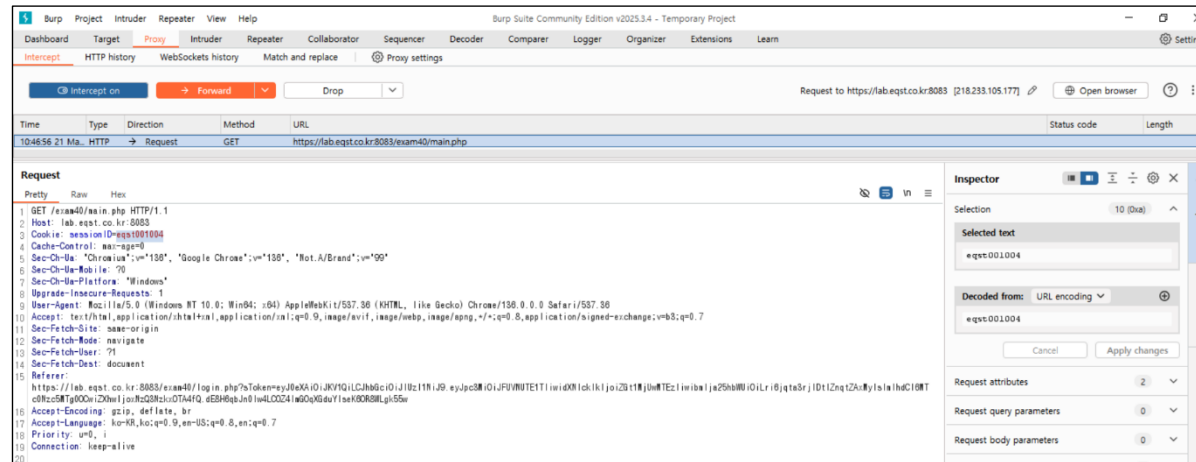 Burp Project Intruder Repeater View Help
Burp Suite Community Edition v2025.3.4 - Temporary Project
Dashboard Target Proxy Intruder Repeater Collaborator Sequencer Decoder Comparer Logger Organizer Extensions Learn
Intercept HTTP history WebSockets history Match and replace Proxy settings
Intercept on → Forward Drop
Request to https://lab.eqst.co.kr:8083 [218.233.105.177] Open browser
Time Type Direction Method URL Status code Length
10:46:56 21 Ma... HTTP → Request GET https://lab.eqst.co.kr:8083/exam40/main.php
Request
Pretty Raw Hex
\n
1 GET /exam40/main.php HTTP/1.1
2 Host: lab.eqst.co.kr:8083
3 Cookie: sessionID=eqst001004
4 Cache-Control: max-age=0
5 Sec-Ch-Ua: "Chromium";v="136", "Google Chrome";v="136", "Not.A/Brand";v="99"
6 Sec-Ch-Ua-Mobile: ?0
7 Sec-Ch-Ua-Platform: "Windows"
8 Upgrade-Insecure-Requests: 1
9 User-Agent: Mozilla/5.0 (Windows NT 10.0; Win64; x64) AppleWebKit/537.36 (KHTML, like Gecko) Chrome/136.0.0.0 Safari/537.36
10 Accept: text/html,application/xhtml+xml,application/xml;q=0.9,image/avif,image/webp,image/apng,*/*;q=0.8,application/signed-exchange;v=b3;q=0.7
11 Sec-Fetch-Site: same-origin
12 Sec-Fetch-Mode: navigate
13 Sec-Fetch-User: ?1
14 Sec-Fetch-Dest: document
15 Referer:
16 Accept-Encoding: gzip, deflate, br
17 Accept-Language: ko-KR,ko;q=0.9,en-US;q=0.8,en;q=0.7
18 Priority: u=0, i
19 Connection: keep-alive
20
Inspector
Selection 10 (0xa)
Selected text
eqst001004
Decoded from: URL encoding
eqst001004
Cancel Apply changes
Request attributes 2
Request query parameters 0
Request body parameters 0